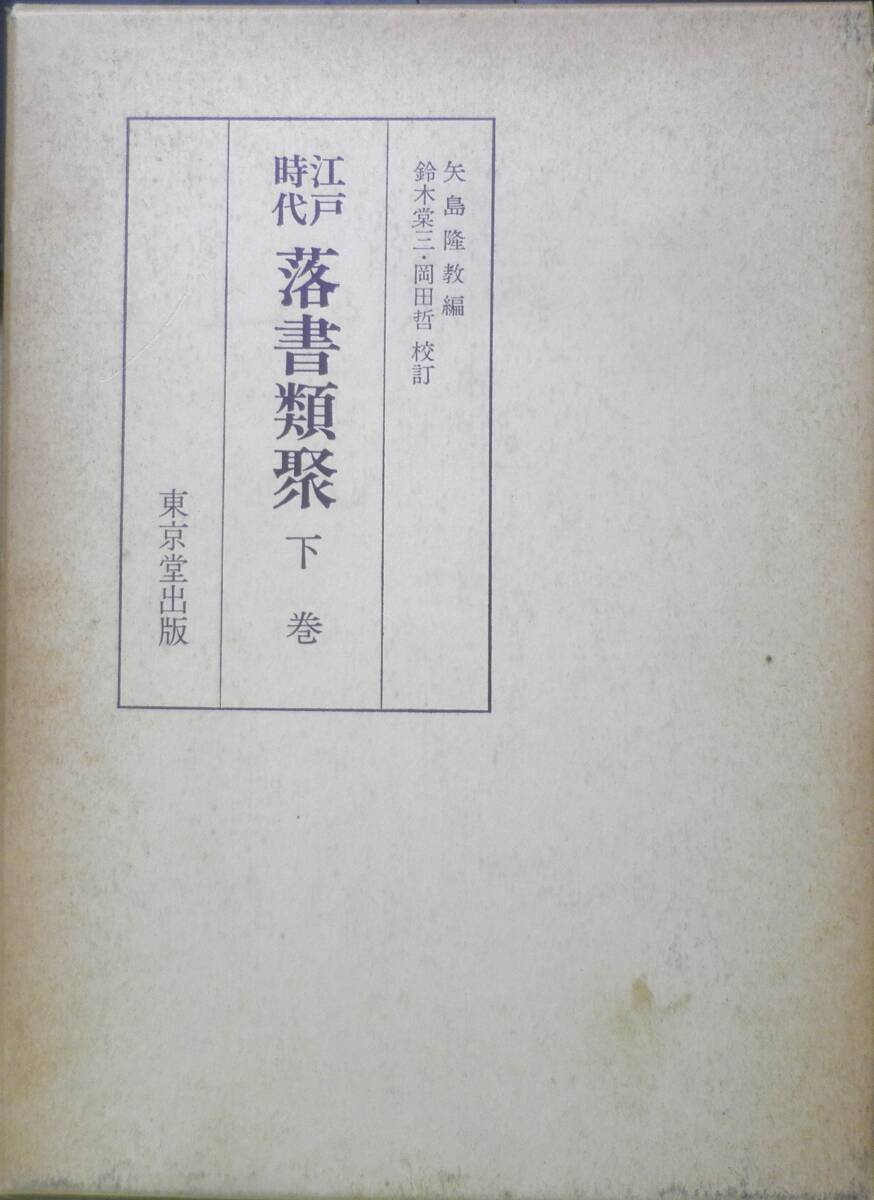 矢島隆教編
鈴木棠三・岡田哲 校訂
江戸
時代
落書類聚 下巻
東京堂出版